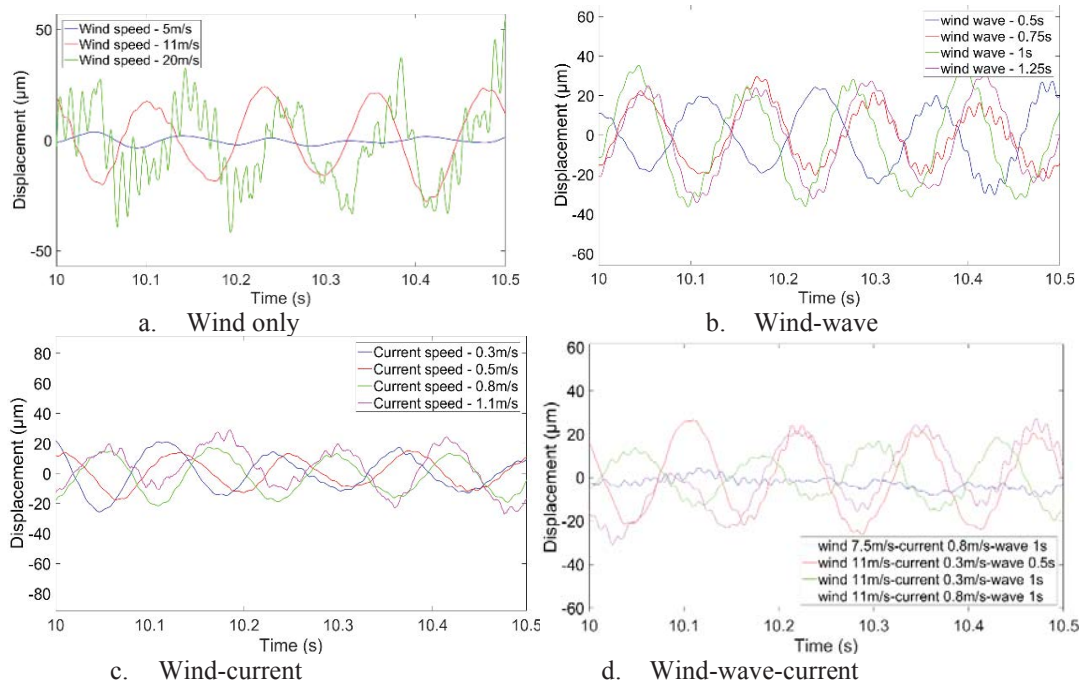 50
0
-50
Displacement (µm)
Wind speed - 5m/s
Wind speed - 11m/s
Wind speed - 20m/s
10 10.1 10.2 10.3 10.4 10.5
Time (s)
a. Wind only
60
40
20
0
-20
-40
-60
Displacement (µm)
wind wave - 0.5s
wind wave - 0.75s
wind wave - 1s
wind wave - 1.25s
10 10.1 10.2 10.3 10.4 10.5
Time (s)
b. Wind-wave
80
60
40
20
0
-20
-40
-60
-80
Displacement (µm)
Current speed - 0.3m/s
Current speed - 0.5m/s
Current speed - 0.8m/s
Current speed - 1.1m/s
10 10.1 10.2 10.3 10.4 10.5
Time (s)
c. Wind-current
60
40
20
0
-20
-40
-60
Displacement (µm)
wind 7.5m/s-current 0.8m/s-wave 1s
wind 11m/s-current 0.3m/s-wave 0.5s
wind 11m/s-current 0.3m/s-wave 1s
wind 11m/s-current 0.8m/s-wave 1s
10 10.1 10.2 10.3 10.4 10.5
Time (s)
d. Wind-wave-current